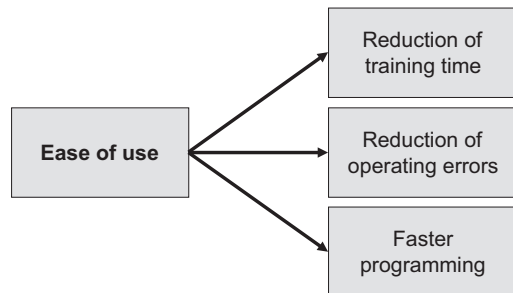 Reduction of
training time
Ease of use
Reduction of
operating errors
Faster
programming